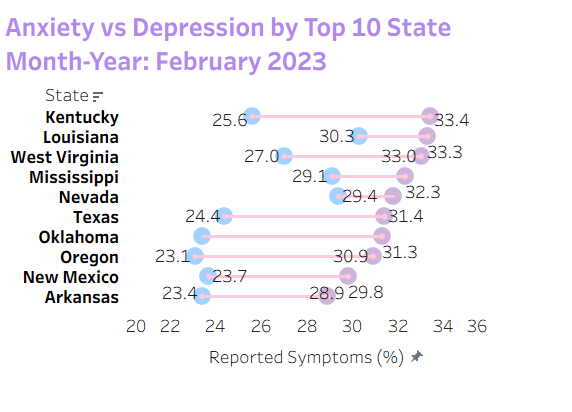 Anxiety vs Depression by Top 10 State
Month-Year: February 2023
State
Kentucky 25.6 33.4
Louisiana 30.3
West Virginia 27.0 33.0 33.3
Mississippi 29.1
Nevada 29.4 32.3
Texas 24.4 31.4
Oklahoma
Oregon 23.1 30.9 31.3
New Mexico 23.7
Arkansas 23.4 28.9 29.8
20 22 24 26 28 30 32 34 36
Reported Symptoms (%)